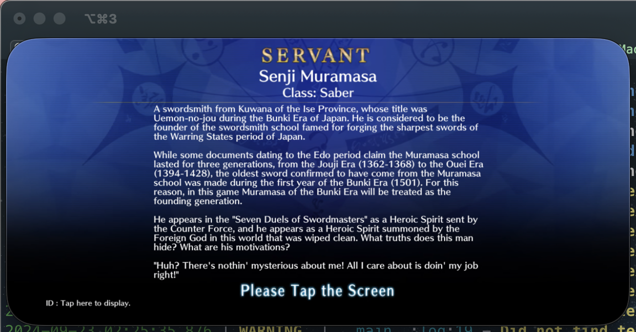 ⌥⌘3
SERVANT
Senji Muramasa
Class: Saber
A swordsmith from Kuwana of the Ise Province, whose title was
Uemon-no-jou during the Bunki Era of Japan. He is considered to be the
founder of the swordsmith school famed for forging the sharpest swords of
the Warring States period of Japan.
While some documents dating to the Edo period claim the Muramasa school
lasted for three generations, from the Jouji Era (1362-1368) to the Ouei Era
(1394-1428), the oldest sword confirmed to have come from the Muramasa
school was made during the first year of the Bunki Era (1501). For this
reason, in this game Muramasa of the Bunki Era will be treated as the
founding generation.
He appears in the "Seven Duels of Swordmasters" as a Heroic Spirit sent by
the Counter Force, and he appears as a Heroic Spirit summoned by the
Foreign God in this world that was wiped clean. What truths does this man
hide? What are his motivations?
"Huh? There's nothin' mysterious about me! All I care about is doin' my job
right!"
Please Tap the Screen
ID : Tap here to display.